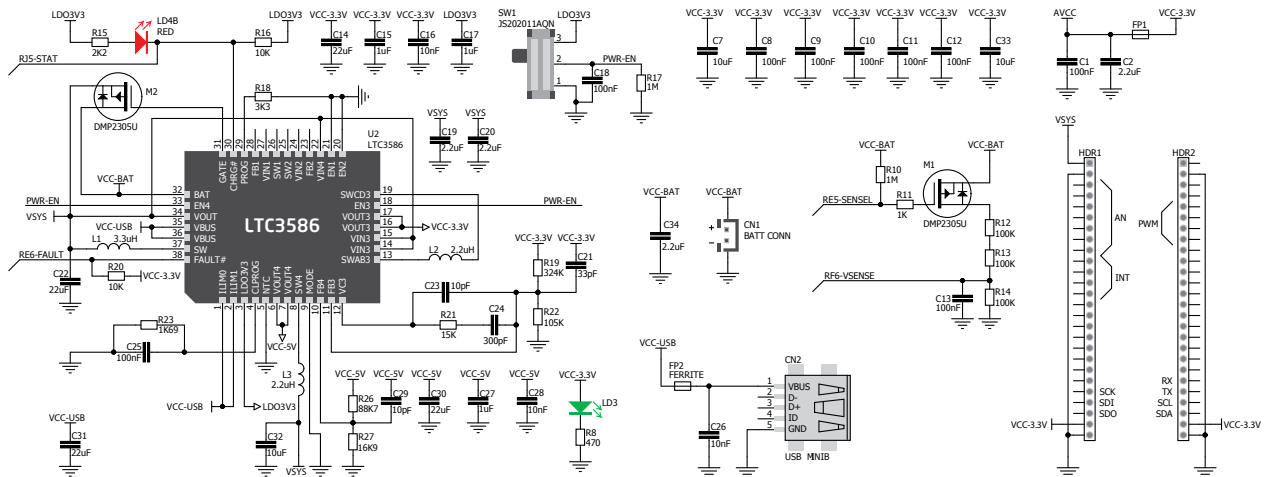 LDO3V3
R15
2K2
LD4B
RED
R16
10K
LDO3V3
VCC-3.3V
C14
22uF
VCC-3.3V
C15
1uF
VCC-3.3V
C16
10nF
LDO3V3
C17
1uF
SW1
JS202011AQN
LDO3V3
3
2
1
PWR-EN
C18
100nF
R17
1M
VCC-3.3V
C7
10uF
VCC-3.3V
C8
100nF
VCC-3.3V
C9
100nF
VCC-3.3V
C10
100nF
VCC-3.3V
C11
100nF
VCC-3.3V
C12
100nF
VCC-3.3V
C33
10uF
AVCC
FP1
VCC-3.3V
C1
100nF
C2
2.2uF
RJ5-STAT
M2
DMP2305U
R18
3K3
VSYS
C19
2.2uF
VSYS
C20
2.2uF
U2
LTC3586
31
30
29
28
27
26
25
24
23
22
21
20
GATE
CHRG#
PROG
FB1
VIN1
SW1
SW2
VIN2
FB2
VIN4
EN1
EN2
VCC-BAT
PWR-EN
VSYS
VCC-USB
L1
3.3uH
RE6-FAULT
32
33
34
35
36
37
38
BAT
EN4
VOUT
VBUS
VBUS
SW
FAULT#
LTC3586
SWCD3
EN3
VOUT3
VOUT3
VIN3
VIN3
SWAB3
19
18
17
16
15
14
13
PWR-EN
VCC-3.3V
L2
2.2uH
C22
22uF
R20
10K
VCC-3.3V
ILIM0
ILIM1
LDO3V3
CLPROG
NTC
VOUT4
VOUT4
SW4
MODE
FB4
FB3
VC3
1
2
3
4
5
6
7
8
9
10
11
12
VCC-5V
C23
10pF
R21
15K
C24
300pF
VCC-3.3V
R19
324K
VCC-3.3V
C21
33pF
R22
105K
R23
1K69
C25
100nF
L3
2.2uH
VCC-USB
LDO3V3
VCC-USB
C31
22uF
C32
10uF
VSYS
VCC-5V
R26
88K7
R27
16K9
VCC-5V
C29
10pF
VCC-5V
C30
22uF
VCC-5V
C27
1uF
VCC-5V
C28
10nF
VCC-3.3V
LD3
R8
470
VCC-BAT
C34
2.2uF
VCC-BAT
+
-
CN1
BATT CONN
VCC-BAT
R10
1M
RE5-SENSEL
R11
1K
M1
DMP2305U
VCC-BAT
R12
100K
R13
100K
RF6-VSENSE
C13
100nF
R14
100K
VCC-USB
FP2
FERRITE
C26
10nF
CN2
1
2
3
4
5
VBUS
D-
D+
ID
GND
USB MINIB
VSYS
HDR1
AN
INT
SCK
SDI
SDO
VCC-3.3V
HDR2
PWM
RX
TX
SCL
SDA
VCC-3.3V